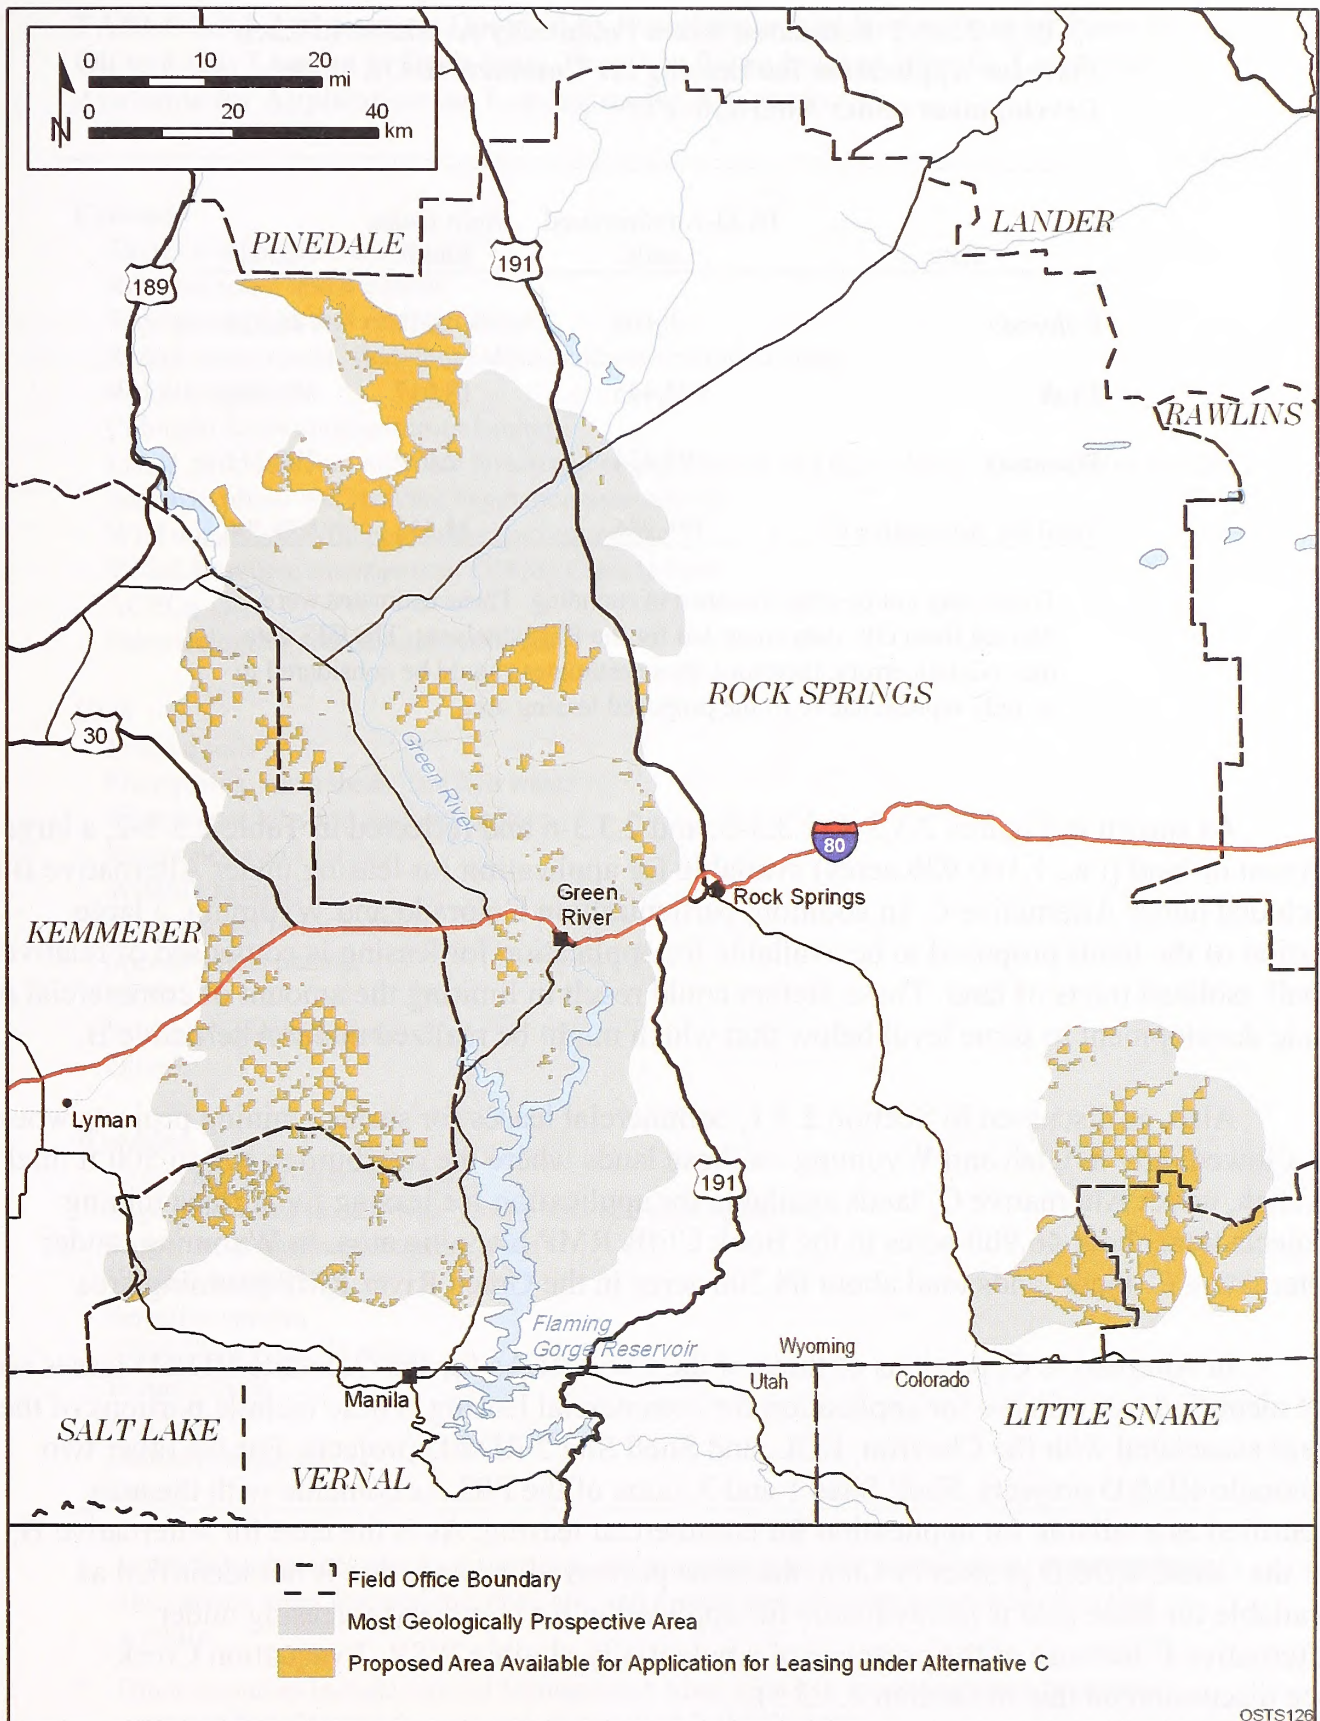 0 10 20
mi
0 20 40
km
N
PINEDALE
LANDER
189
191
RAWLINS
ROCK SPRINGS
30
Green River
80
Green
River
Rock Springs
KEMMERER
Lyman
191
Flaming
Gorge Reservoir
Wyoming
Utah
Colorado
Manila
SALT LAKE
LITTLE SNAKE
VERNAL
Field Office Boundary
Most Geologically Prospective Area
Proposed Area Available for Application for Leasing under Alternative C
OSTS126